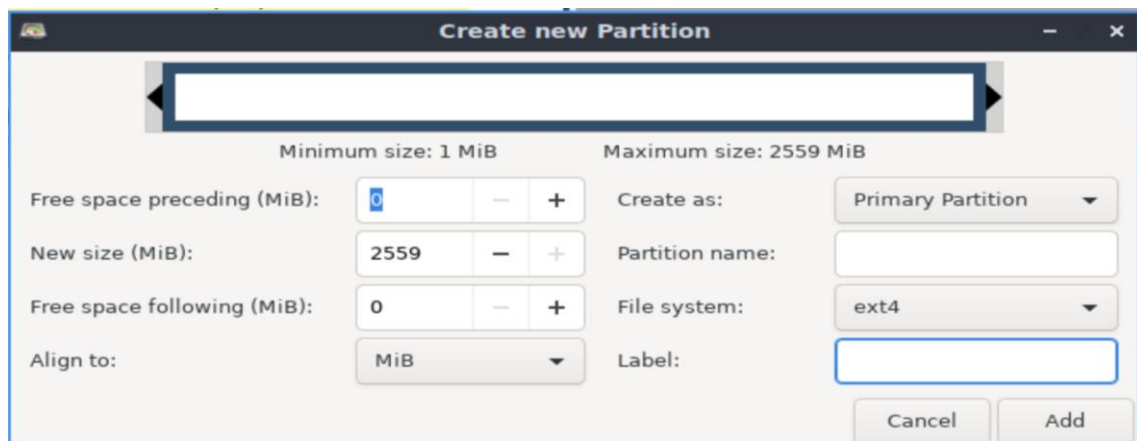 Create new Partition
Minimum size: 1 MiB Maximum size: 2559 MiB
Free space preceding (MiB): 0 Create as: Primary Partition
New size (MiB): 2559 Partition name:
Free space following (MiB): 0 File system: ext4
Align to: MiB Label:
Cancel Add